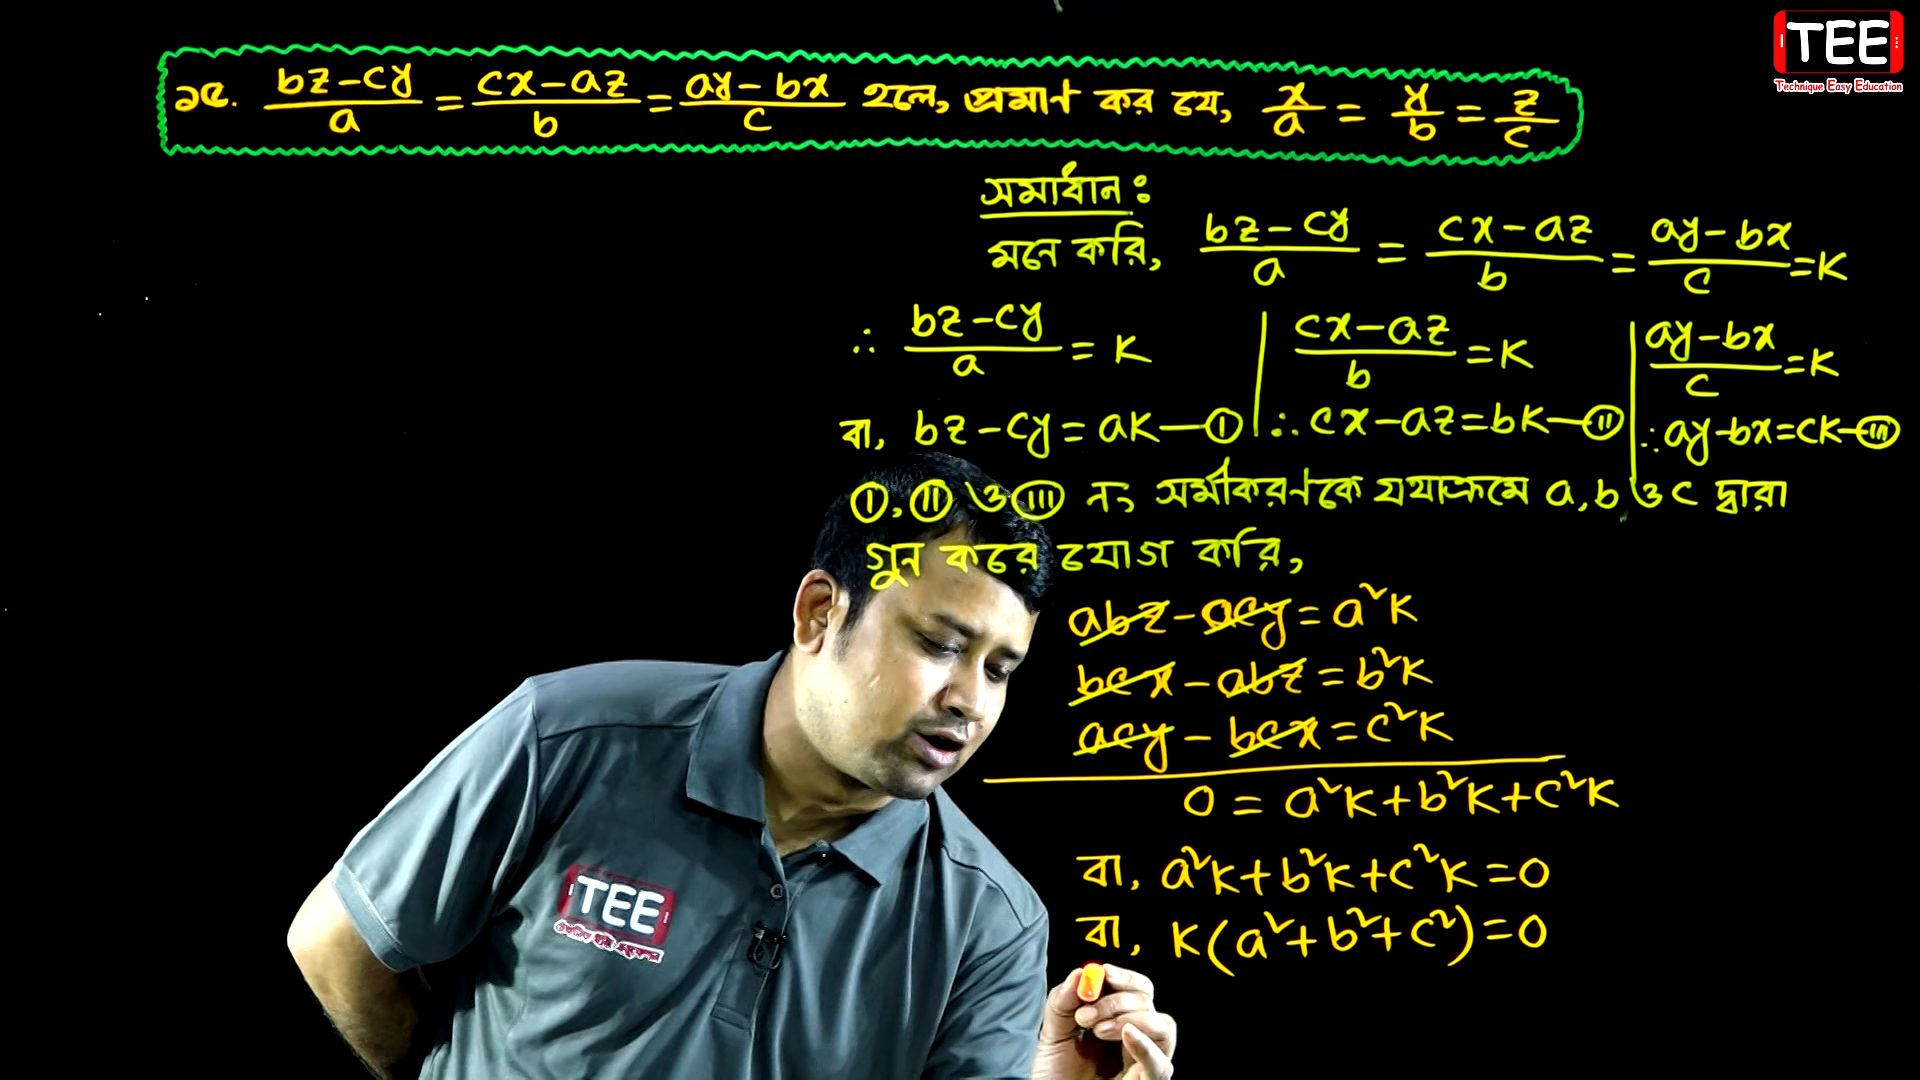 TEE
Technique Easy Education
১৫. (bz-cy)/a = (cx-az)/b = (ay-bx)/c হলে, প্রমাণ কর যে, x/a = y/b = z/c
সমাধান:
মনে করি, (bz-cy)/a = (cx-az)/b = (ay-bx)/c = K
∴ (bz-cy)/a = K | (cx-az)/b = K | (ay-bx)/c = K
বা, bz-cy = aK —(i) | ∴ cx-az = bK —(ii) | ∴ ay-bx = cK —(iii)
(i), (ii) ও (iii) নং সমীকরণকে যথাক্রমে a, b ও c দ্বারা
গুন করে যোগ করি,
abz - acy = a²K
bcx - abz = b²K
acy - bcx = c²K
0 = a²K + b²K + c²K
বা, a²K + b²K + c²K = 0
বা, K(a² + b² + c²) = 0
TEE